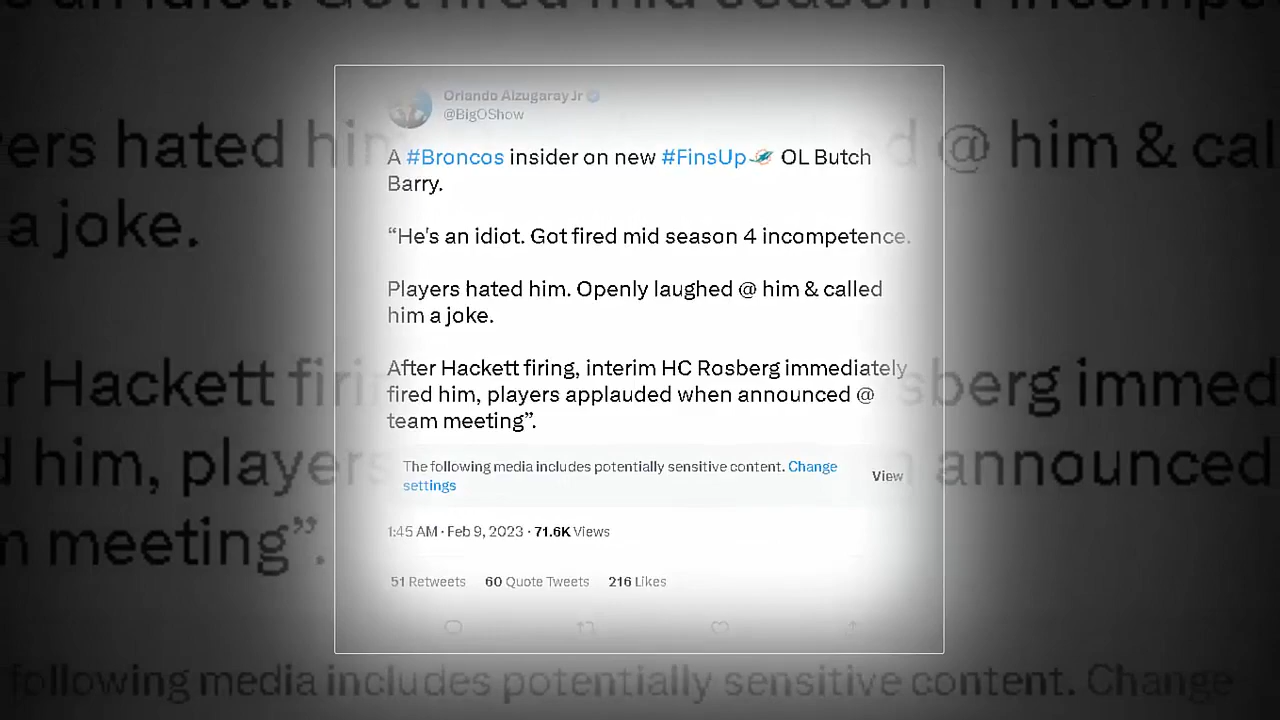 Orlando Alzugaray Jr
@BigOShow
A #Broncos insider on new #FinsUp OL Butch
Barry.
“He's an idiot. Got fired mid season 4 incompetence.
Players hated him. Openly laughed @ him & called
him a joke.
After Hackett firing, interim HC Rosberg immediately
fired him, players applauded when announced @
team meeting”.
The following media includes potentially sensitive content. Change
settings
View
1:45 AM · Feb 9, 2023 · 71.6K Views
51 Retweets 60 Quote Tweets 216 Likes